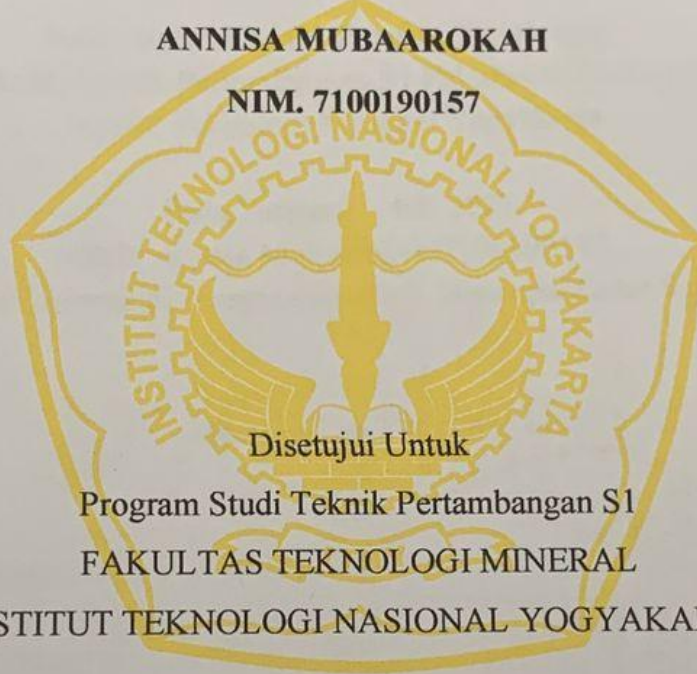 ANNISA MUBAAROKAH
NIM. 7100190157
INSTITUT TEKNOLOGI NASIONAL YOGYAKARTA
Disetujui Untuk
Program Studi Teknik Pertambangan S1
FAKULTAS TEKNOLOGI MINERAL
STITUT TEKNOLOGI NASIONAL YOGYAKA